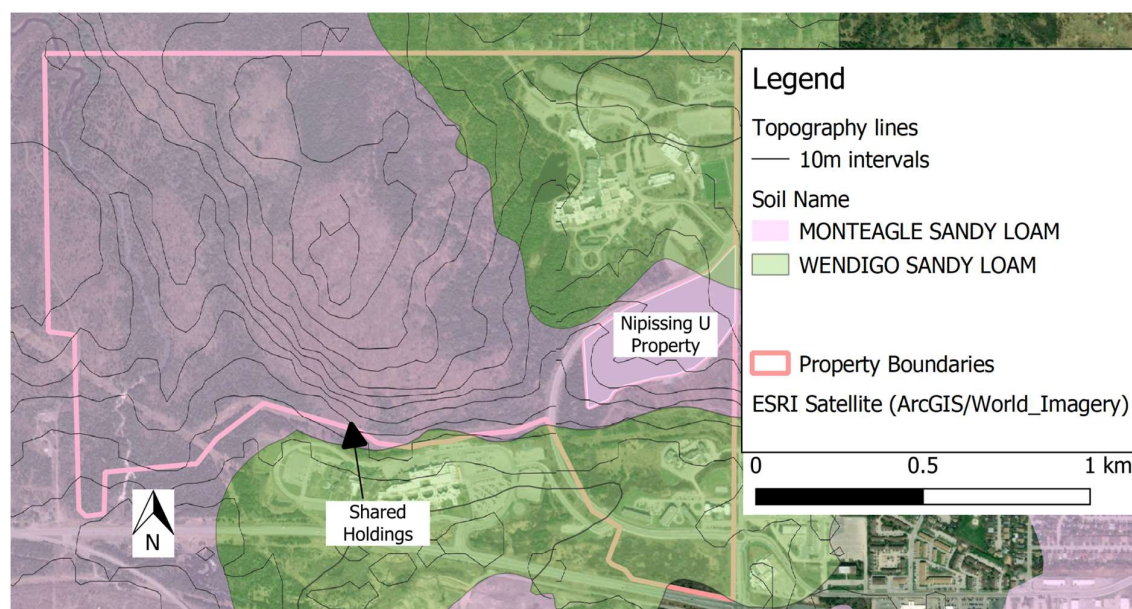 Legend
Topography lines
10m intervals
Soil Name
MONTEAGLE SANDY LOAM
WENDIGO SANDY LOAM
Nipissing U
Property
Property Boundaries
ESRI Satellite (ArcGIS/World_Imagery)
0 0.5 1 km
Shared
Holdings
N